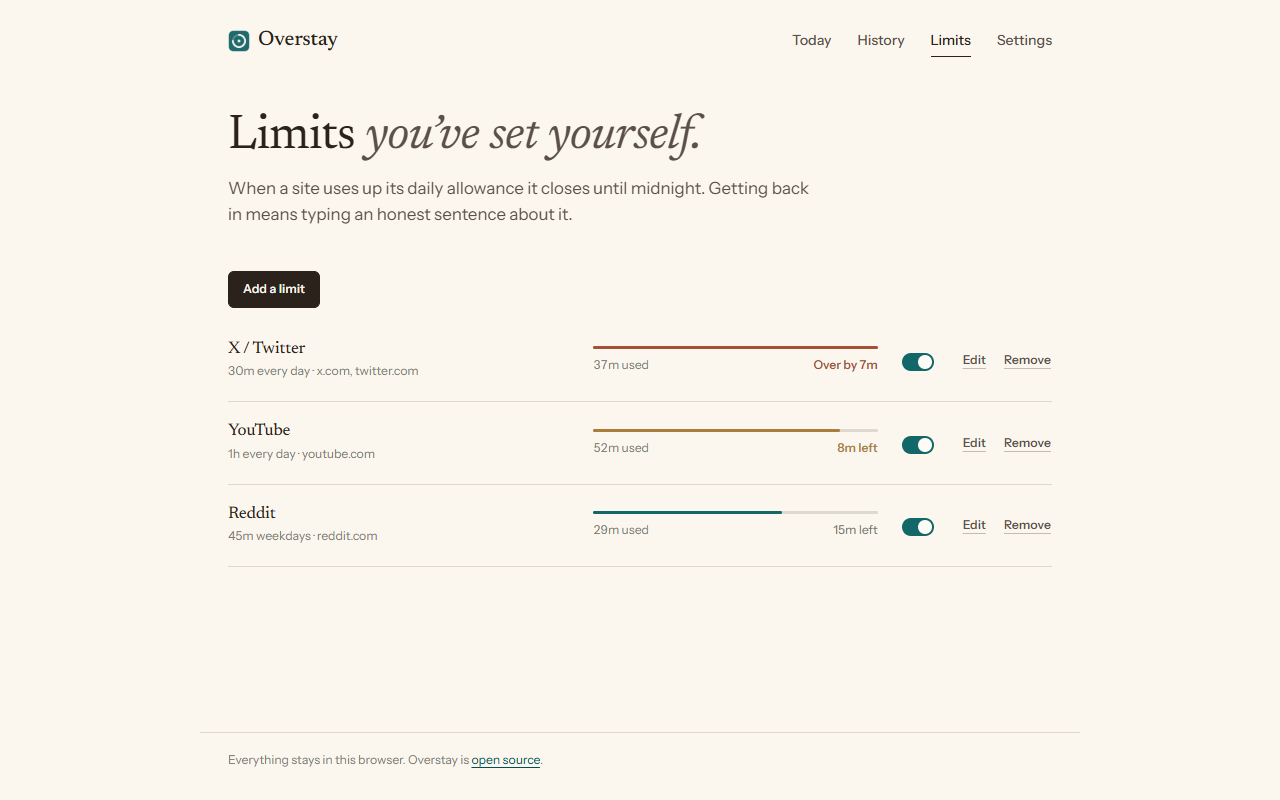 Overstay
Today History Limits Settings
Limits you’ve set yourself.
When a site uses up its daily allowance it closes until midnight. Getting back
in means typing an honest sentence about it.
Add a limit
X / Twitter
30m every day · x.com, twitter.com
37m used
Over by 7m
Edit Remove
YouTube
1h every day · youtube.com
52m used
8m left
Edit Remove
Reddit
45m weekdays · reddit.com
29m used
15m left
Edit Remove
Everything stays in this browser. Overstay is open source.